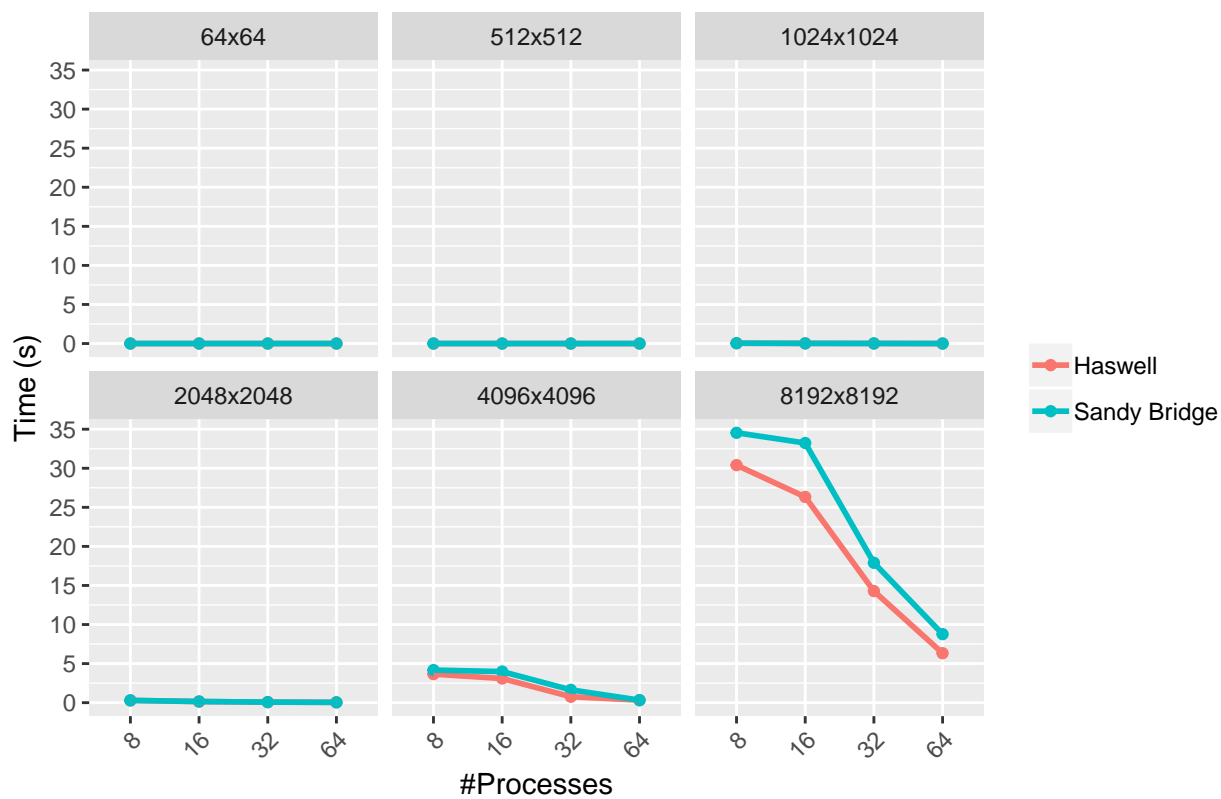 64x64
512x512
1024x1024
35
30
25
20
15
10
5
0
2048x2048
4096x4096
8192x8192
35
30
25
20
15
10
5
0
8
16
32
64
8
16
32
64
8
16
32
64
Time (s)
#Processes
Haswell
Sandy Bridge